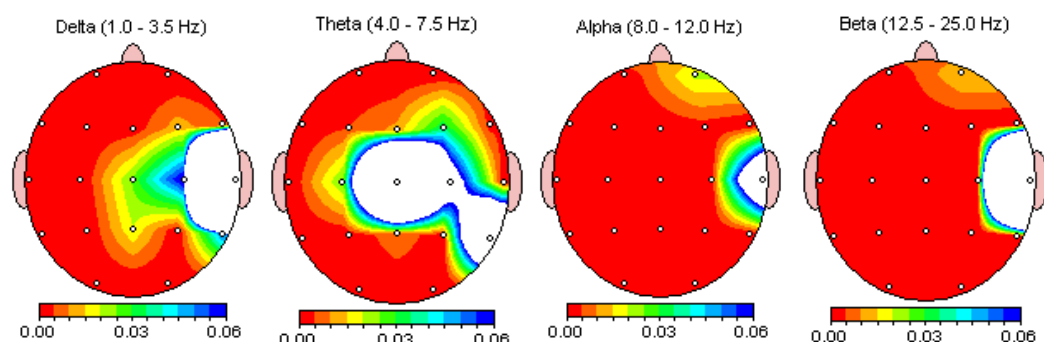 Delta (1.0 - 3.5 Hz)
Theta (4.0 - 7.5 Hz)
Alpha (8.0 - 12.0 Hz)
Beta (12.5 - 25.0 Hz)
0.00 0.03 0.06
0.00 0.03 0.06
0.00 0.03 0.06
0.00 0.03 0.06